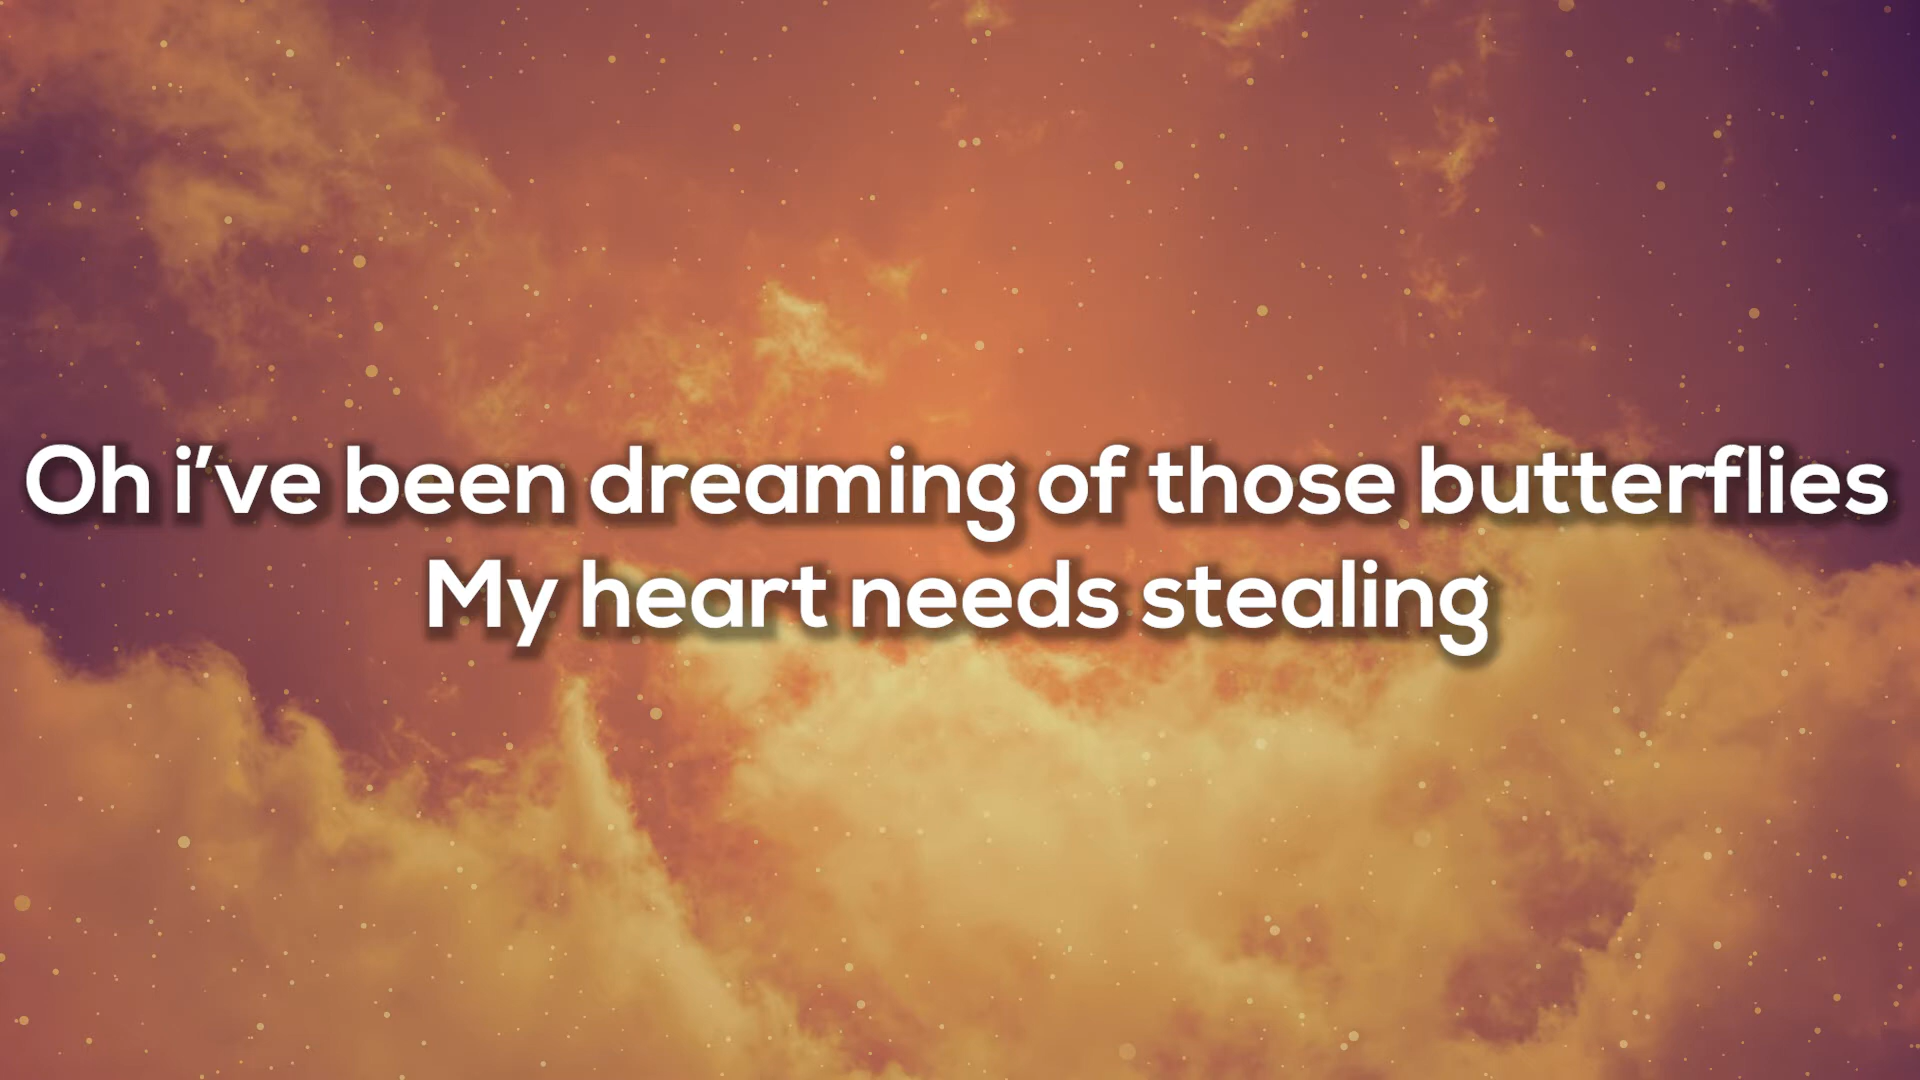 Oh i've been dreaming of those butterflies
My heart needs stealing